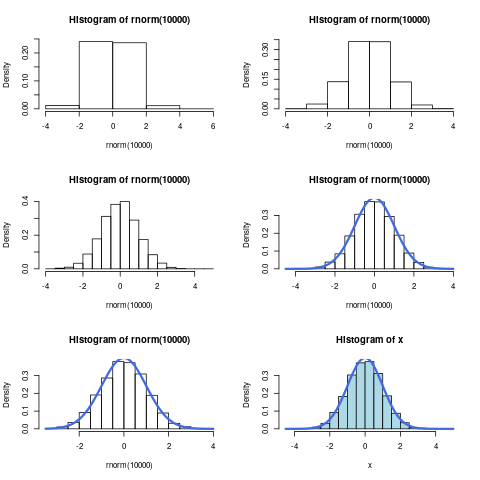 Histogram of rnorm(10000)
Density
0.00 0.10 0.20
-4 -2 0 2 4 6
rnorm(10000)
Histogram of rnorm(10000)
Density
0.00 0.15 0.30
-4 -2 0 2 4
rnorm(10000)
Histogram of rnorm(10000)
Density
0.0 0.2 0.4
-4 -2 0 2 4
rnorm(10000)
Histogram of rnorm(10000)
Density
0.0 0.1 0.2 0.3
-4 -2 0 2 4
rnorm(10000)
Histogram of rnorm(10000)
Density
0.0 0.1 0.2 0.3
-2 0 2 4
rnorm(10000)
Histogram of x
Density
0.0 0.1 0.2 0.3
-4 -2 0 2 4
x